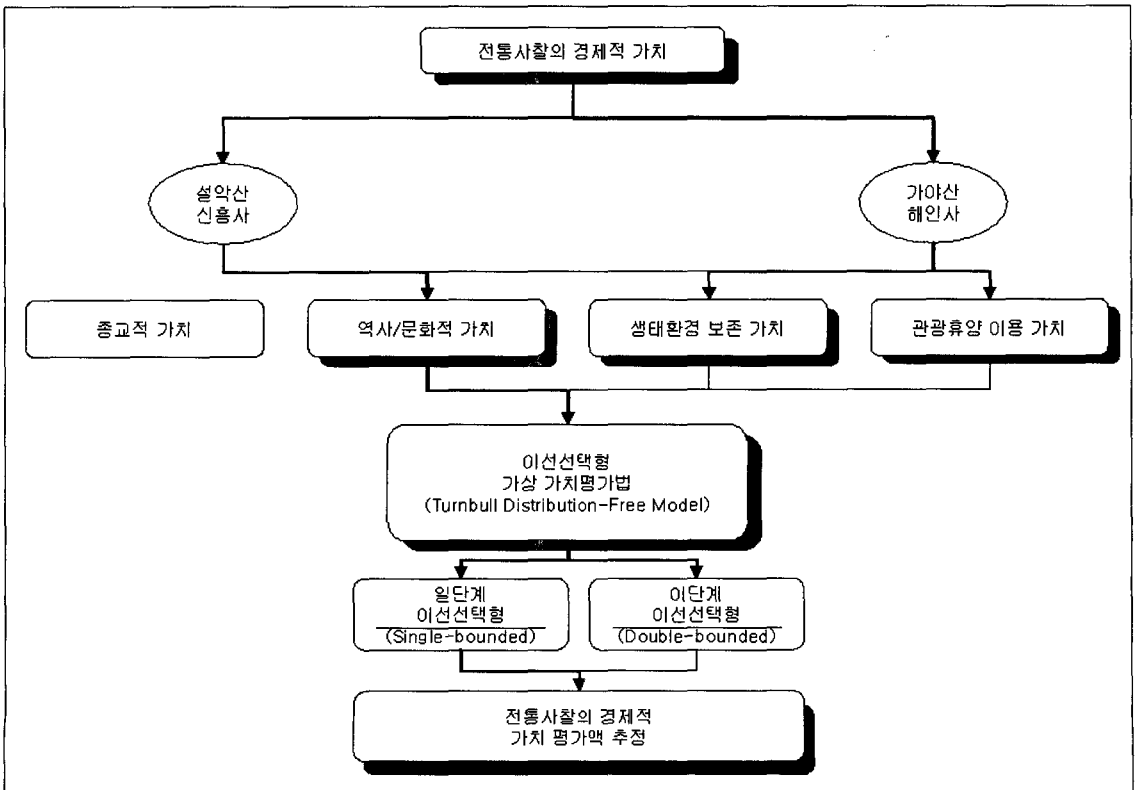 전통사찰의 경제적 가치
설악산
신흥사
가야산
해인사
종교적 가치
역사/문화적 가치
생태환경 보존 가치
관광휴양 이용 가치
이선선택형
가상 가치평가법
(Turnbull Distribution-Free Model)
일단계
이선선택형
(Single-bounded)
이단계
이선선택형
(Double-bounded)
전통사찰의 경제적
가치 평가액 추정